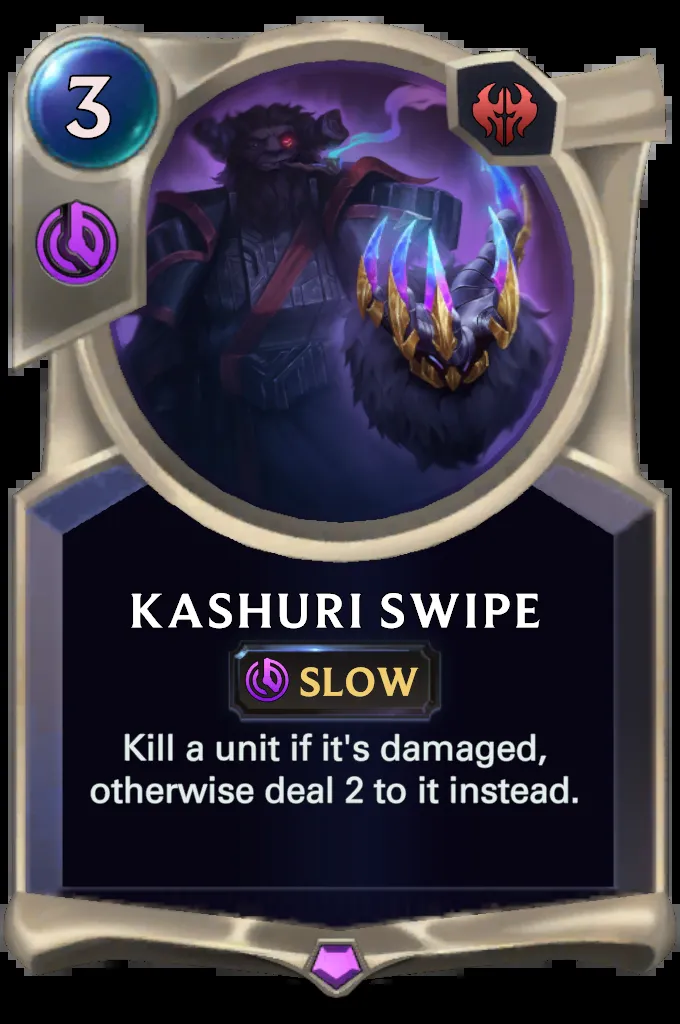 3
KASHURI SWIPE
SLOW
Kill a unit if it's damaged,
otherwise deal 2 to it instead.